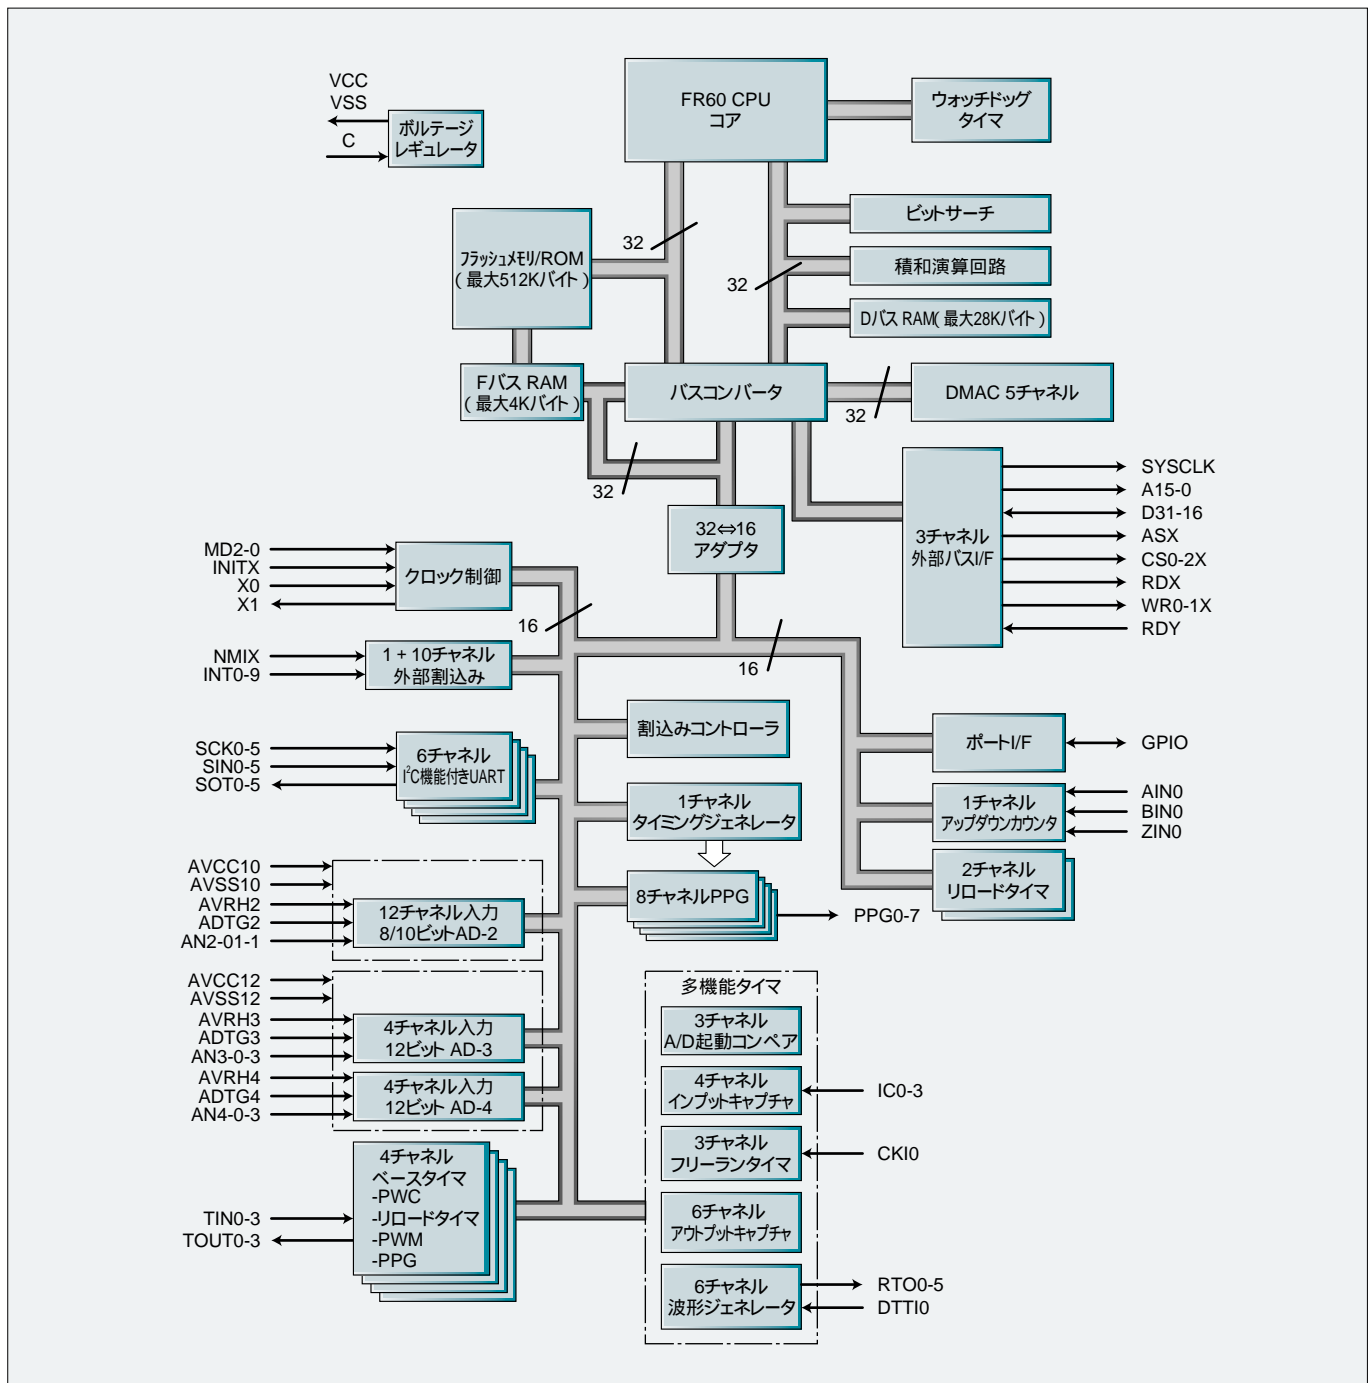 VCC
VSS
C
ボルテージ
レギュレータ
FR60 CPU
コア
ウォッチドッグ
タイマ
フラッシュメモリ/ROM
(最大512Kバイト)
32
32
ビットサーチ
積和演算回路
Dバス RAM(最大28Kバイト)
Fバス RAM
(最大4Kバイト)
バスコンバータ
32
DMAC 5チャネル
32
32⇔16
アダプタ
3チャネル
外部バスI/F
SYSCLK
A15-0
D31-16
ASX
CS0-2X
RDX
WR0-1X
RDY
MD2-0
INITX
X0
X1
クロック制御
16
16
NMIX
INT0-9
1 + 10チャネル
外部割込み
割込みコントローラ
ポートI/F
GPIO
SCK0-5
SIN0-5
SOT0-5
6チャネル
I²C機能付きUART
1チャネル
タイミングジェネレータ
1チャネル
アップダウンカウンタ
AIN0
BIN0
ZIN0
2チャネル
リロードタイマ
8チャネルPPG
PPG0-7
AVCC10
AVSS10
AVRH2
ADTG2
AN2-01-1
12チャネル入力
8/10ビットAD-2
AVCC12
AVSS12
AVRH3
ADTG3
AN3-0-3
4チャネル入力
12ビット AD-3
AVRH4
ADTG4
AN4-0-3
4チャネル入力
12ビット AD-4
TIN0-3
TOUT0-3
4チャネル
ベースタイマ
-PWC
-リロードタイマ
-PWM
-PPG
多機能タイマ
3チャネル
A/D起動コンペア
4チャネル
インプットキャプチャ
IC0-3
3チャネル
フリーランタイマ
CKI0
6チャネル
アウトプットキャプチャ
6チャネル
波形ジェネレータ
RTO0-5
DTTI0